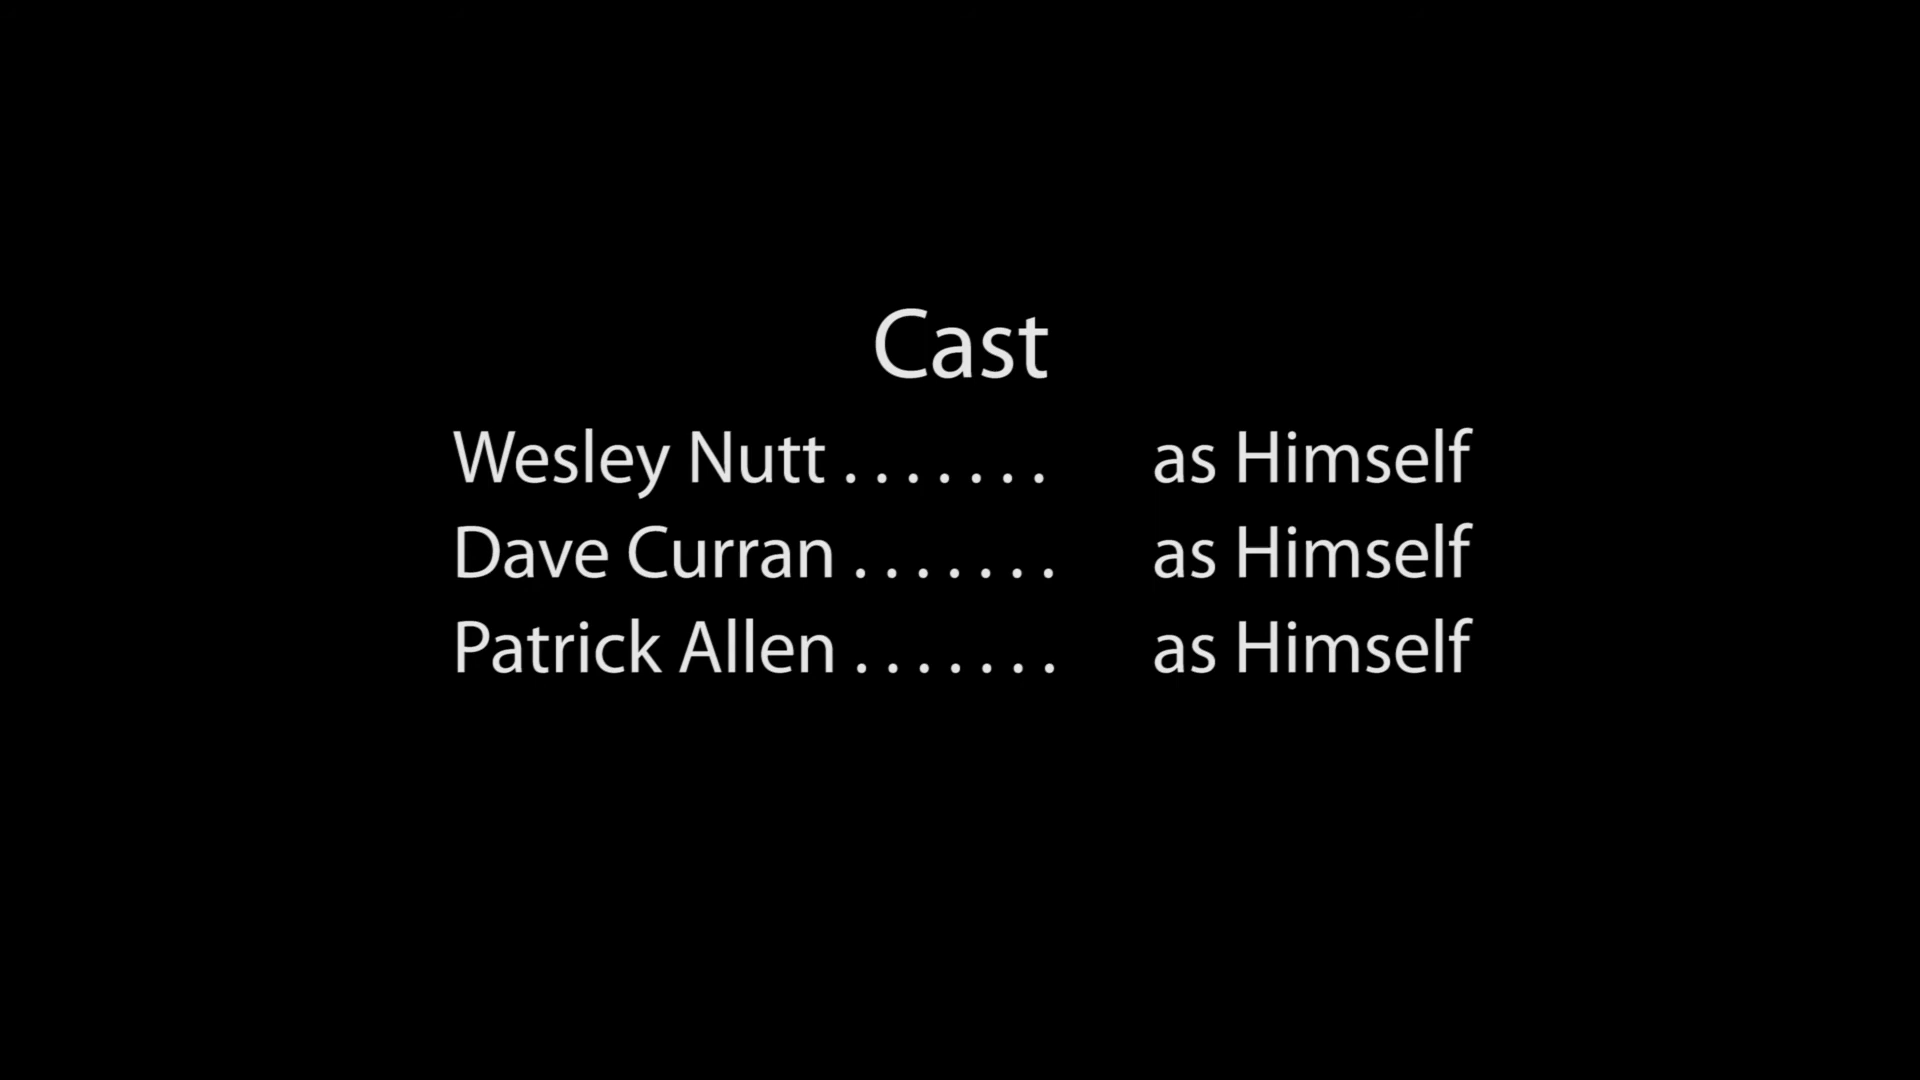 Cast
Wesley Nutt . . . . . . . as Himself
Dave Curran . . . . . . . as Himself
Patrick Allen . . . . . . . as Himself